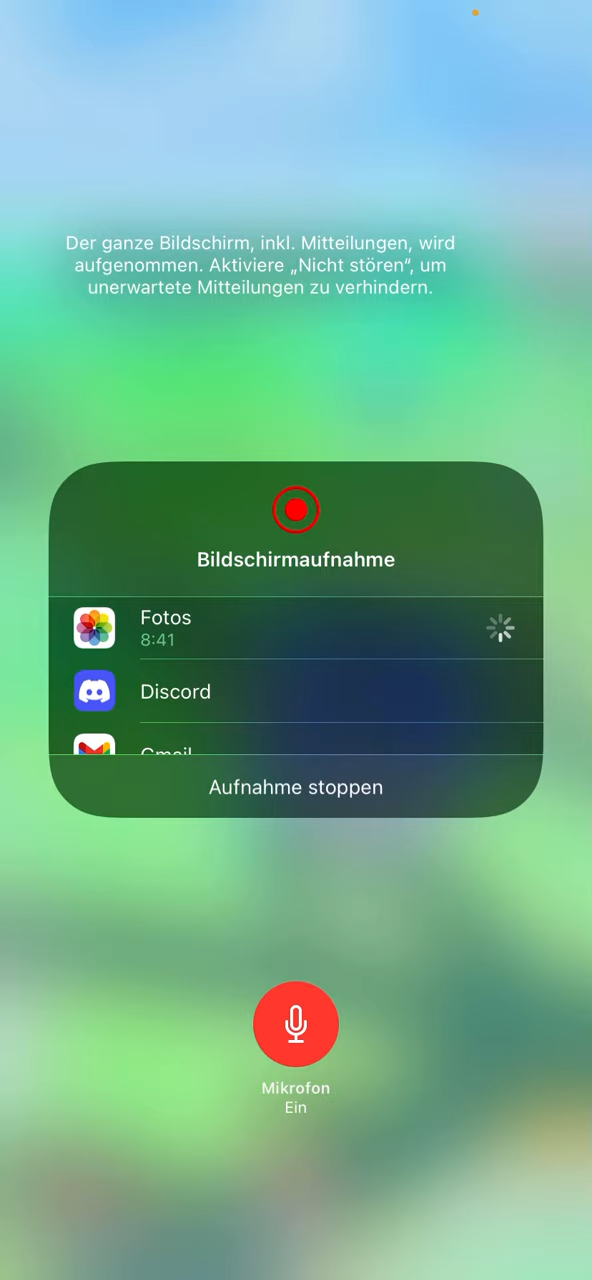 Der ganze Bildschirm, inkl. Mitteilungen, wird
aufgenommen. Aktiviere „Nicht stören“, um
unerwartete Mitteilungen zu verhindern.
Bildschirmaufnahme
Fotos
8:41
Discord
Gmail
Aufnahme stoppen
Mikrofon
Ein